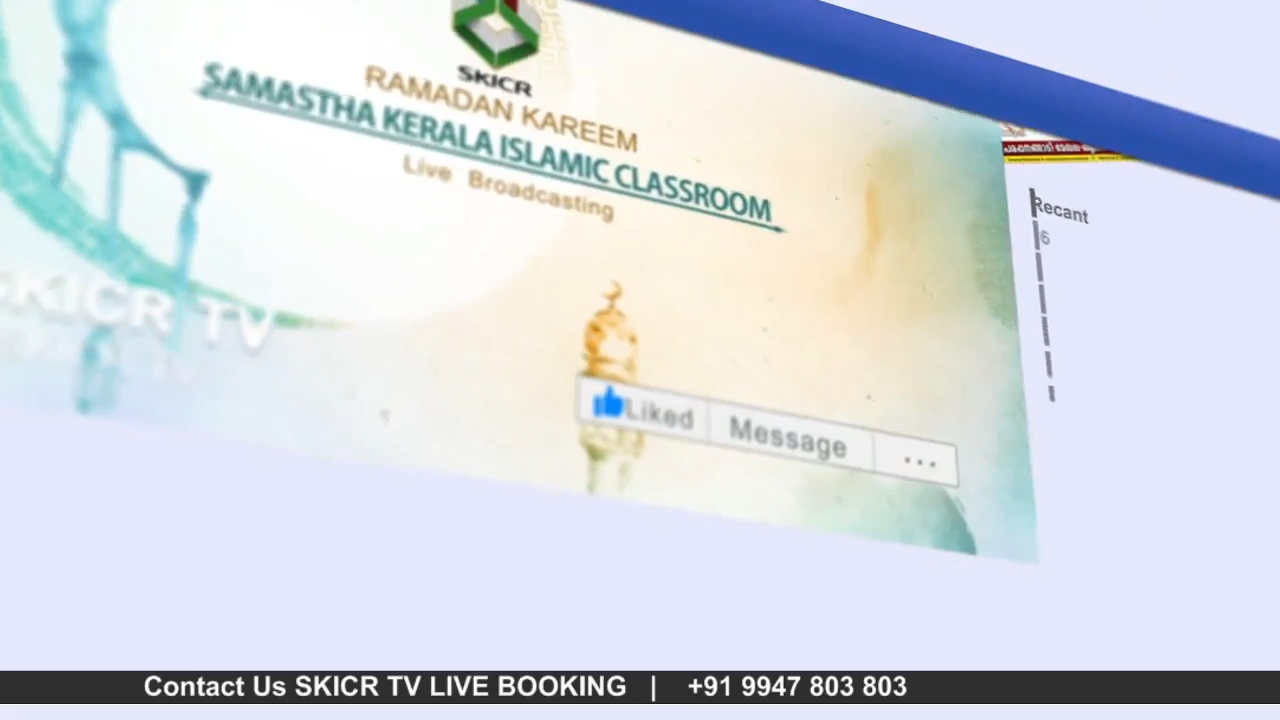 SKICR
RAMADAN KAREEM
SAMASTHA KERALA ISLAMIC CLASSROOM
Live Broadcasting
SKICR TV
Liked
Message
...
Recant
6
Contact Us SKICR TV LIVE BOOKING | +91 9947 803 803